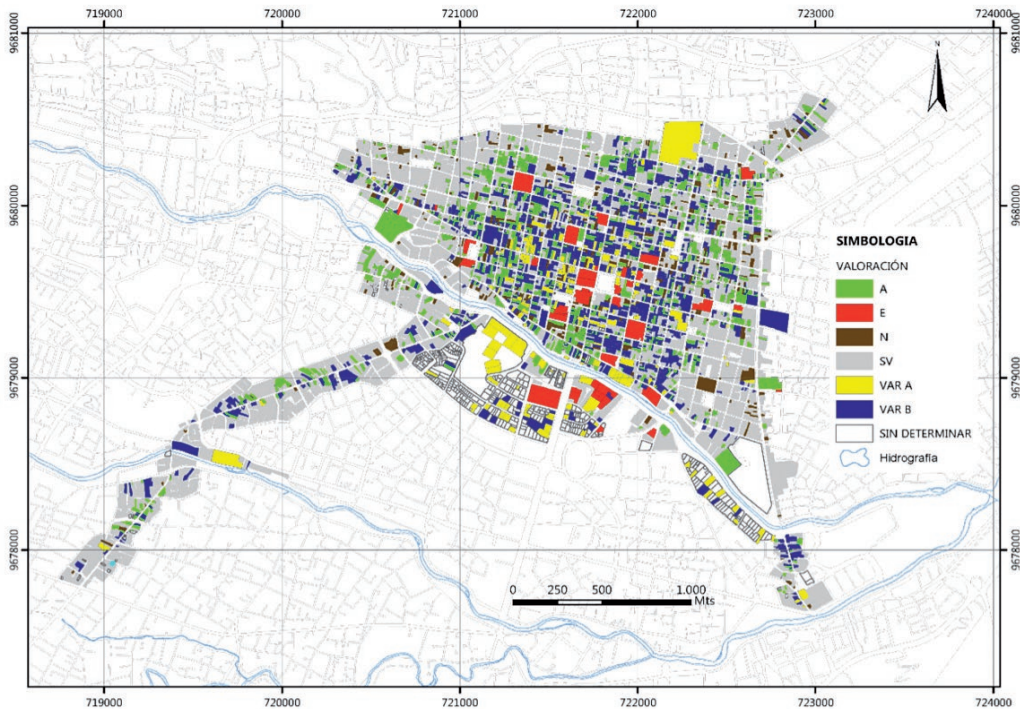 719000 720000 721000 722000 723000 724000
9681000 9681000
N
9680000 9680000
SIMBOLOGIA
VALORACIÓN
A
E
N
SV
VAR A
VAR B
SIN DETERMINAR
Hidrografía
9679000 9679000
9678000 9678000
0 250 500 1.000
Mts
719000 720000 721000 722000 723000 724000